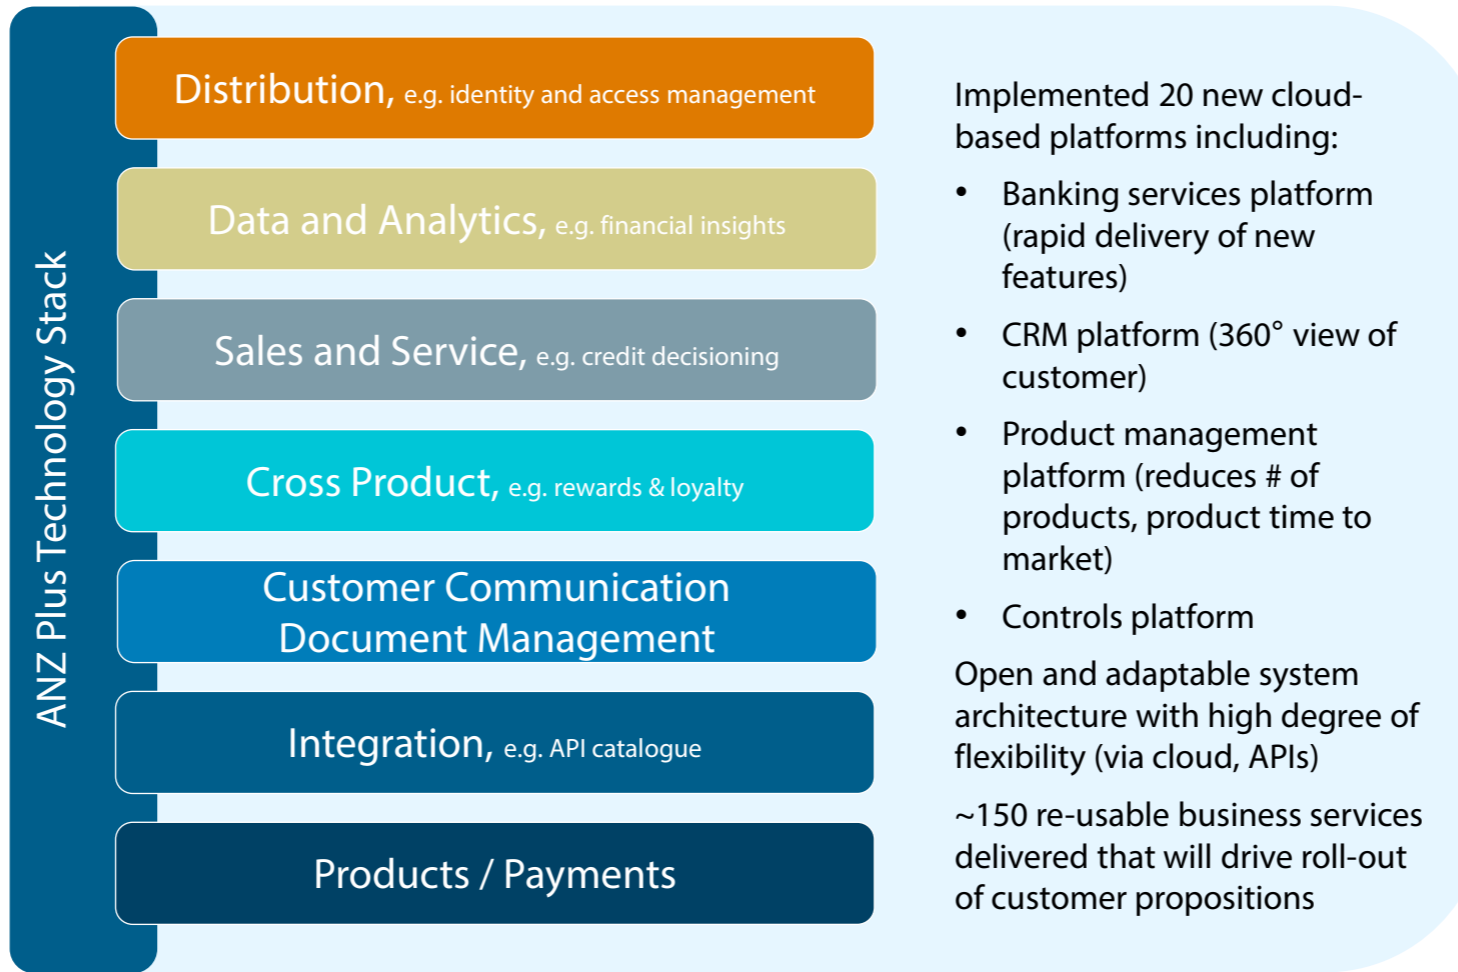 ANZ Plus Technology Stack
Distribution, e.g. identity and access management
Data and Analytics, e.g. financial insights
Sales and Service, e.g. credit decisioning
Cross Product, e.g. rewards & loyalty
Customer Communication
Document Management
Integration, e.g. API catalogue
Products / Payments
Implemented 20 new cloud-
based platforms including:
• Banking services platform
(rapid delivery of new
features)
• CRM platform (360° view of
customer)
• Product management
platform (reduces # of
products, product time to
market)
• Controls platform
Open and adaptable system
architecture with high degree of
flexibility (via cloud, APIs)
~150 re-usable business services
delivered that will drive roll-out
of customer propositions